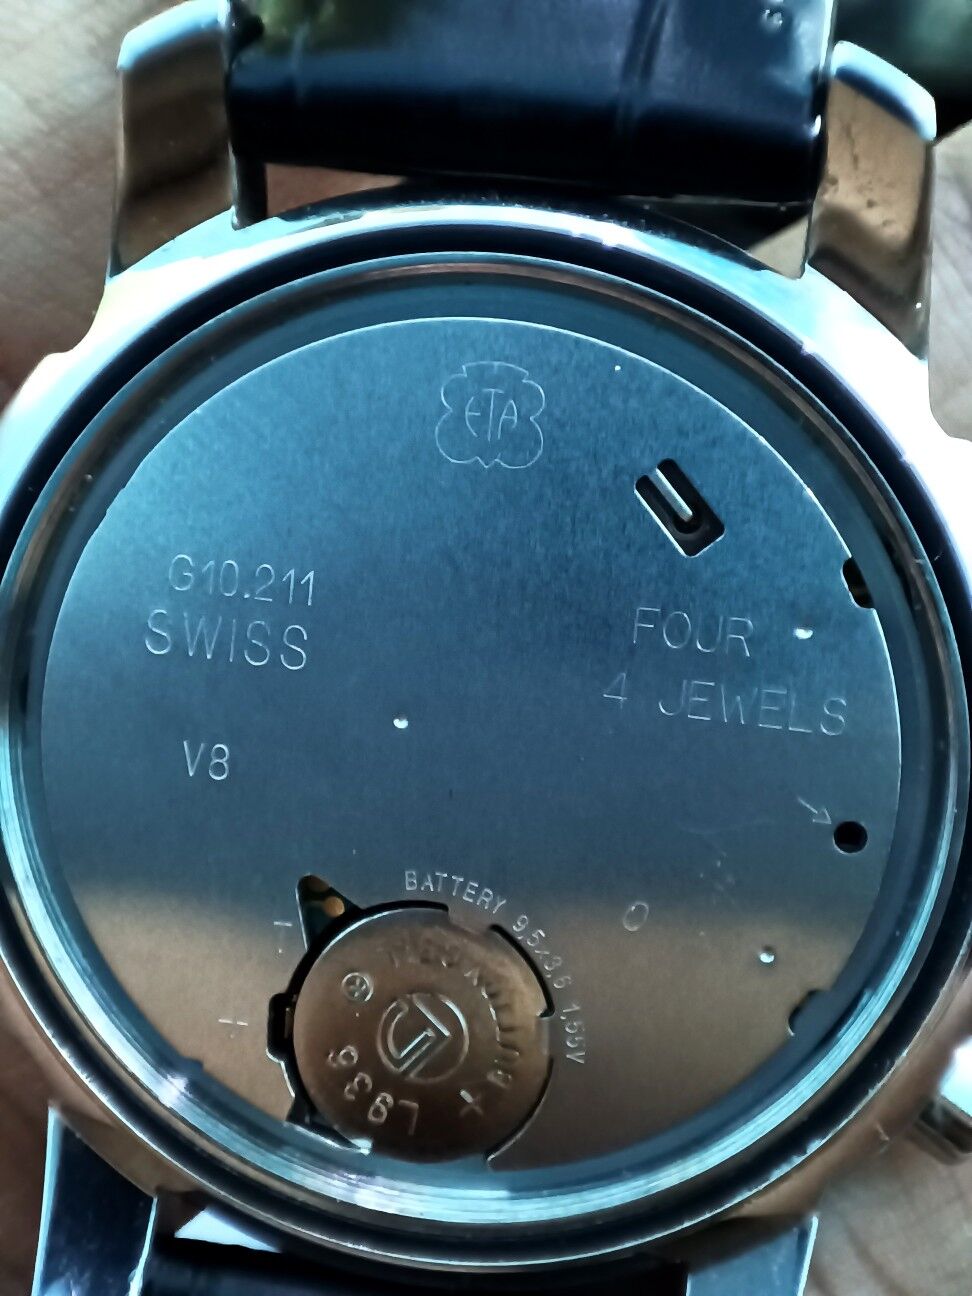 ETA
G10.211
SWISS
FOUR
4 JEWELS
V8
BATTERY 9,5x3,6 1,55V
O
-
+
®
L936